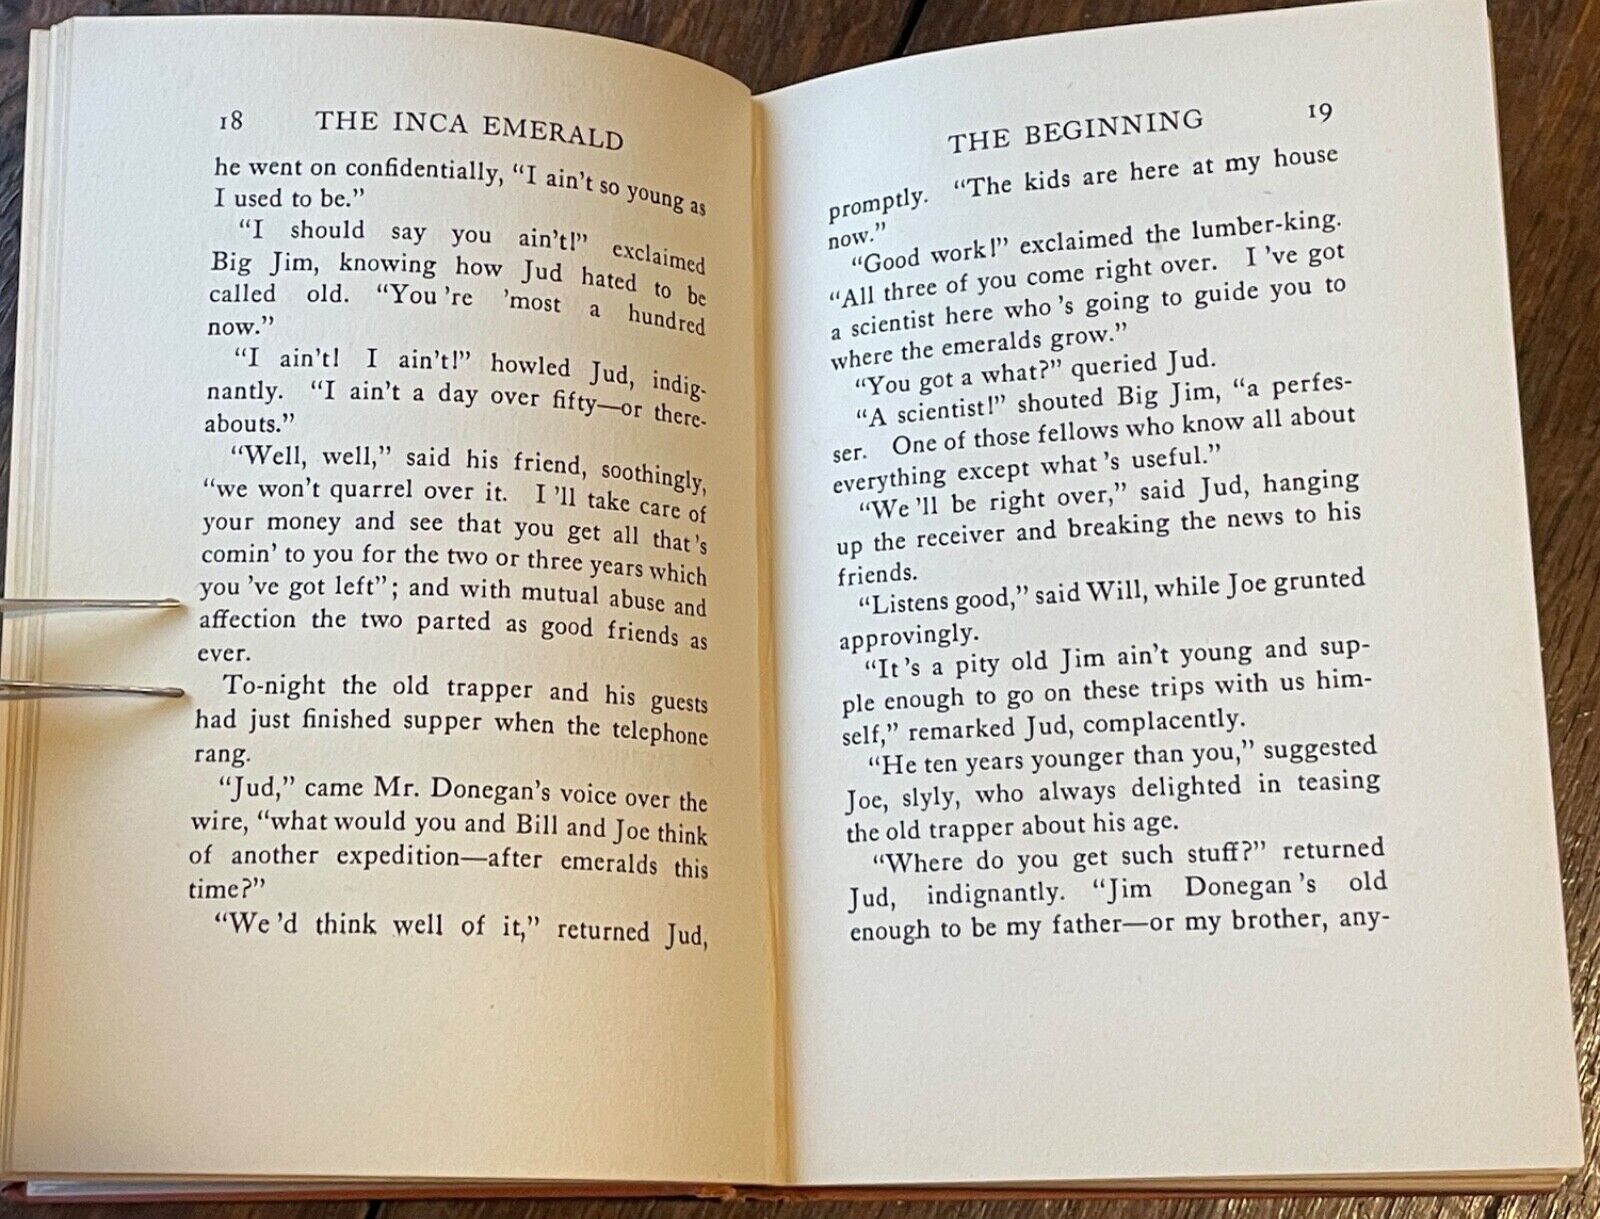 18 THE INCA EMERALD
he went on confidentially, “I ain't so young as
I used to be.”
“I should say you ain't!” exclaimed
Big Jim, knowing how Jud hated to be
called old. “You 're 'most a hundred
now.”
“I ain't! I ain't!” howled Jud, indig-
nantly. “I ain't a day over fifty—or there-
abouts.”
“Well, well,” said his friend, soothingly,
“we won't quarrel over it. I 'll take care of
your money and see that you get all that 's
comin' to you for the two or three years which
you 've got left”; and with mutual abuse and
affection the two parted as good friends as
ever.
To-night the old trapper and his guests
had just finished supper when the telephone
rang.
“Jud,” came Mr. Donegan's voice over the
wire, “what would you and Bill and Joe think
of another expedition—after emeralds this
time?”
“We 'd think well of it,” returned Jud,
THE BEGINNING 19
promptly. “The kids are here at my house
now.”
“Good work!” exclaimed the lumber-king.
“All three of you come right over. I 've got
a scientist here who 's going to guide you to
where the emeralds grow.”
“You got a what?” queried Jud.
“A scientist!” shouted Big Jim, “a perfes-
ser. One of those fellows who know all about
everything except what 's useful.”
“We 'll be right over,” said Jud, hanging
up the receiver and breaking the news to his
friends.
“Listens good,” said Will, while Joe grunted
approvingly.
“It 's a pity old Jim ain't young and sup-
ple enough to go on these trips with us him-
self,” remarked Jud, complacently.
“He ten years younger than you,” suggested
Joe, slyly, who always delighted in teasing
the old trapper about his age.
“Where do you get such stuff?” returned
Jud, indignantly. “Jim Donegan 's old
enough to be my father—or my brother, any-